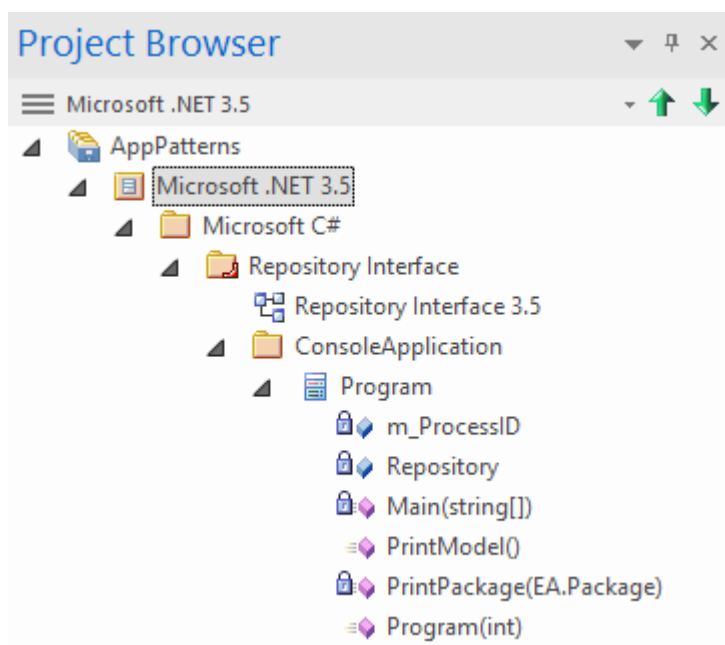 Project Browser
Microsoft .NET 3.5
AppPatterns
Microsoft .NET 3.5
Microsoft C#
Repository Interface
Repository Interface 3.5
ConsoleApplication
Program
m_ProcessID
Repository
Main(string[])
PrintModel()
PrintPackage(EA.Package)
Program(int)